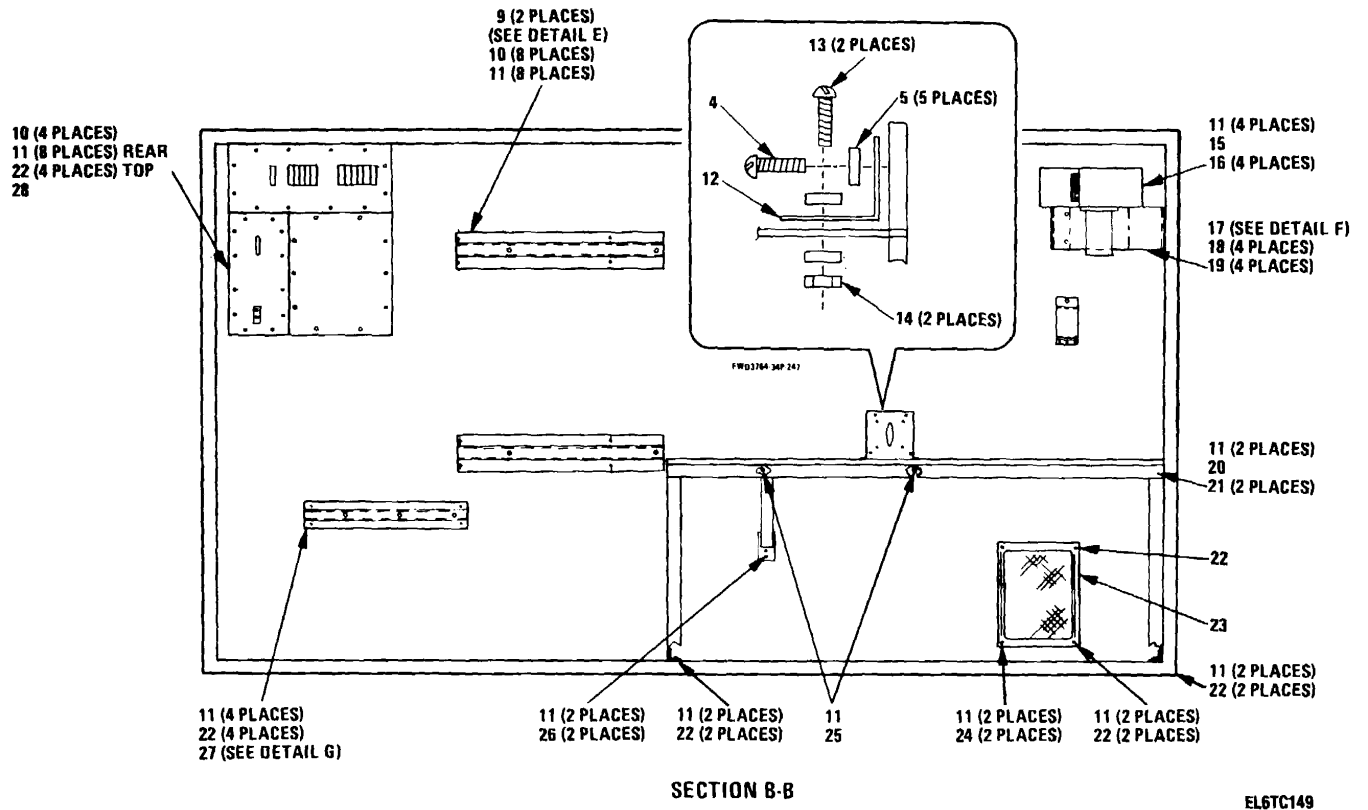 9 (2 PLACES)
(SEE DETAIL E)
10 (8 PLACES)
11 (8 PLACES)
13 (2 PLACES)
5 (5 PLACES)
4
12
14 (2 PLACES)
10 (4 PLACES)
11 (8 PLACES) REAR
22 (4 PLACES) TOP
28
11 (4 PLACES)
15
16 (4 PLACES)
17 (SEE DETAIL F)
18 (4 PLACES)
19 (4 PLACES)
FWD3764-34P-247
11 (2 PLACES)
20
21 (2 PLACES)
22
23
11 (2 PLACES)
22 (2 PLACES)
11 (4 PLACES)
22 (4 PLACES)
27 (SEE DETAIL G)
11 (2 PLACES)
26 (2 PLACES)
11 (2 PLACES)
22 (2 PLACES)
11
25
11 (2 PLACES)
24 (2 PLACES)
11 (2 PLACES)
22 (2 PLACES)
SECTION B-B
EL6TC149